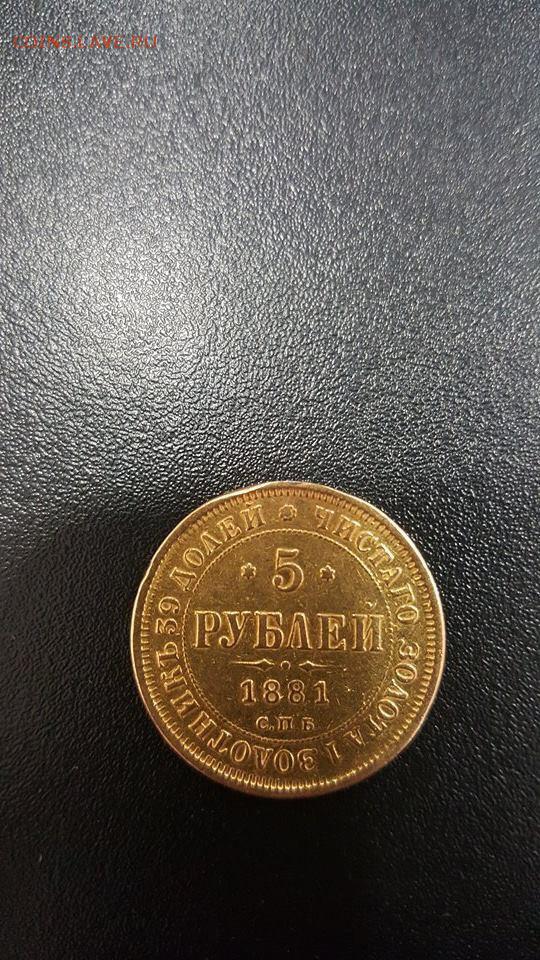 COINS.LAVE.RU
ЧИСТАГО ЗОЛОТА 1 ЗОЛОТНИКЪ 39 ДОЛЕЙ
5
РУБЛЕЙ
1881
С.П.Б